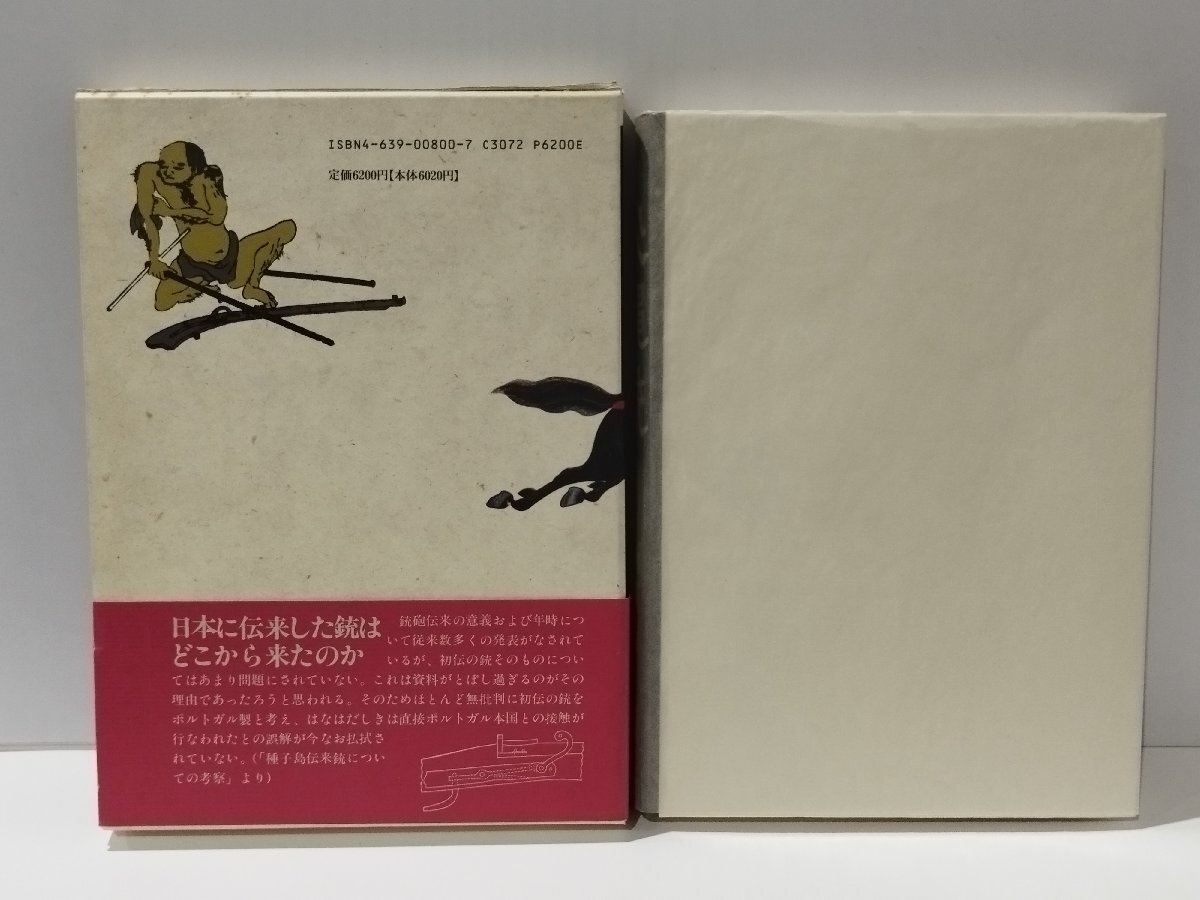 ISBN4-639-00800-7 C3072 P6200E
定価6200円【本体6020円】
日本に伝来した銃は
どこから来たのか
銃砲伝来の意義および年時につ
いて従来数多くの発表がなされて
いるが、初伝の銃そのものについ
てはあまり問題にされていない。これは資料がとぼし過ぎるのがその
理由であったろうと思われる。そのためほとんど無批判に初伝の銃を
ポルトガル製と考え、はなはだしきは直接ポルトガル本国との接触が
行なわれたとの誤解が今なお払拭さ
れていない。(「種子島伝来銃につい
ての考察」より)